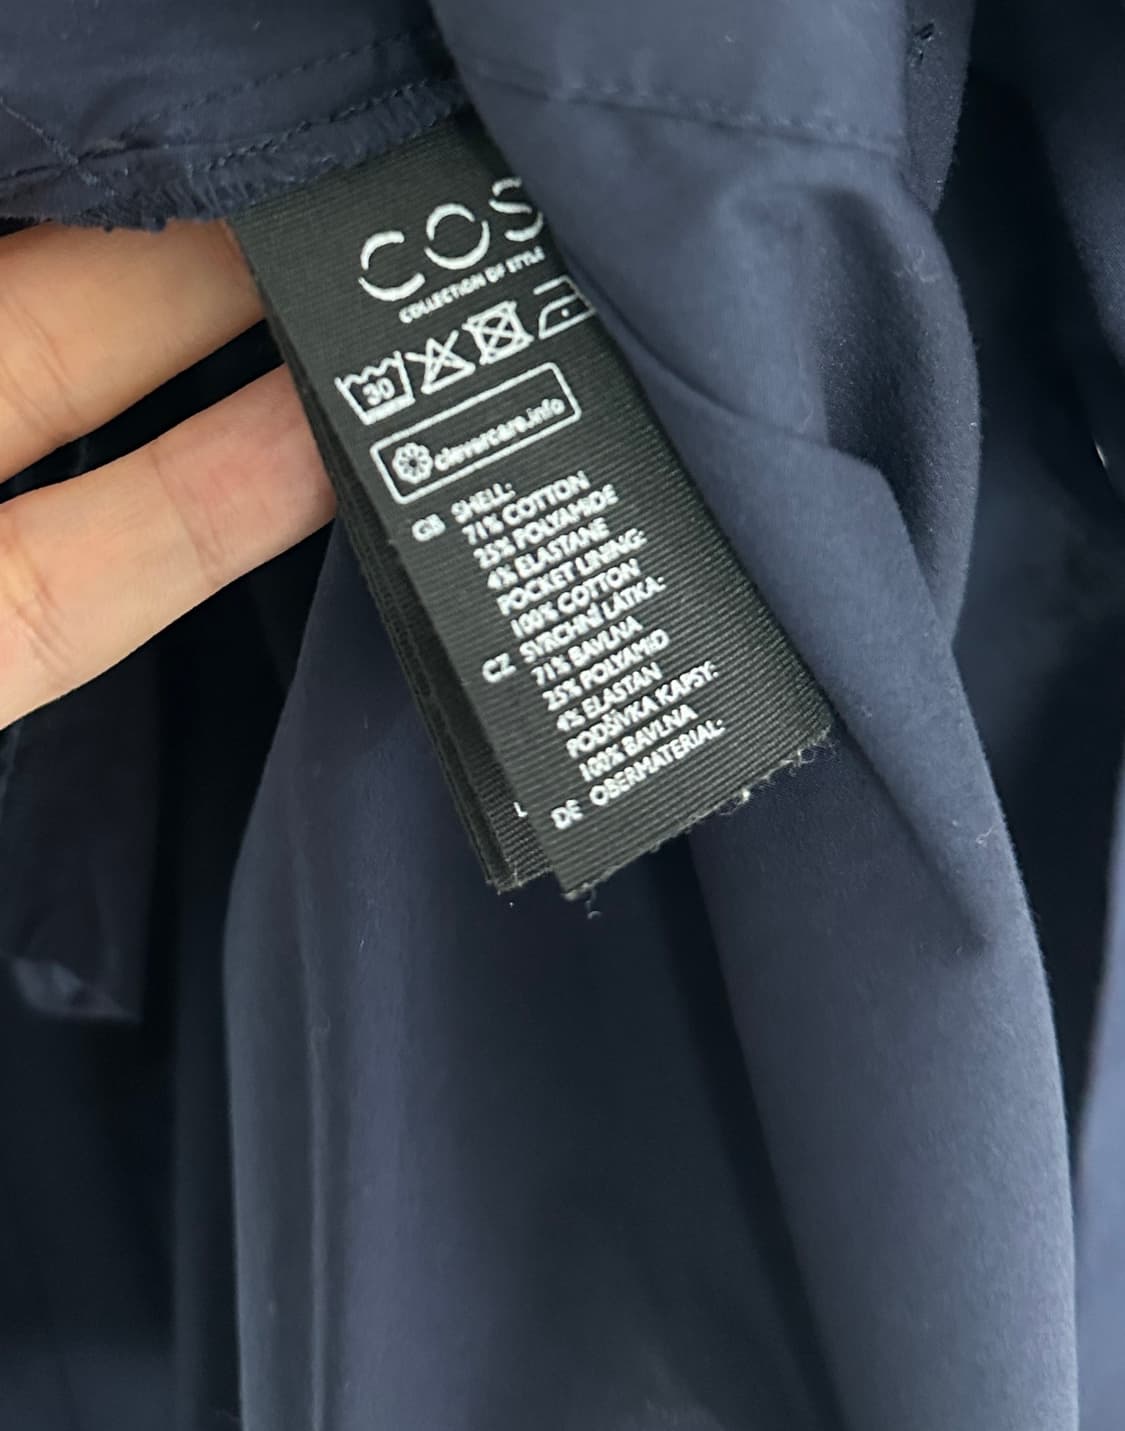 COS
COLLECTION OF STYLE
30
clevercare.info
GB SHELL:
71% COTTON
25% POLYAMIDE
4% ELASTANE
POCKET LINING:
100% COTTON
CZ SVRCHNÍ LÁTKA:
71% BAVLNA
25% POLYAMID
4% ELASTAN
PODŠÍVKA KAPSY:
100% BAVLNA
DE OBERMATERIAL:
L